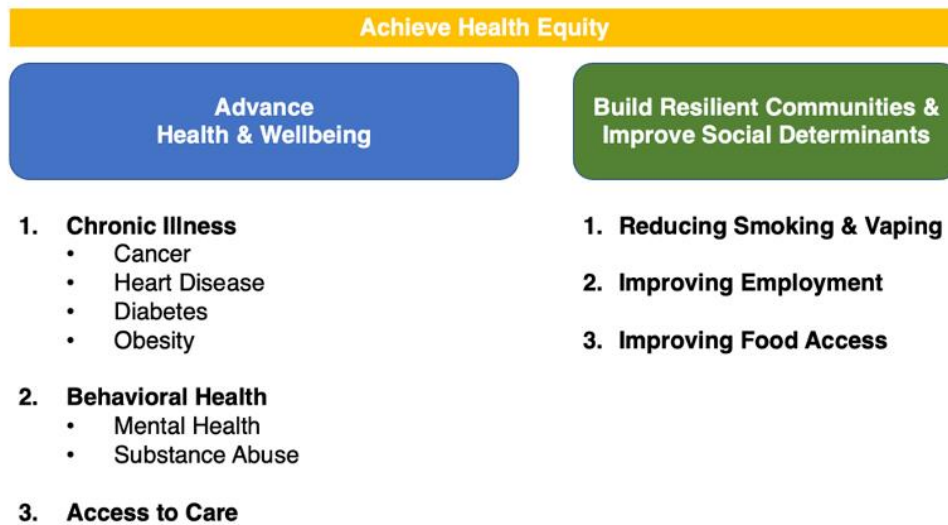 Achieve Health Equity
Advance
Health & Wellbeing
1. Chronic Illness
• Cancer
• Heart Disease
• Diabetes
• Obesity
2. Behavioral Health
• Mental Health
• Substance Abuse
3. Access to Care
Build Resilient Communities &
Improve Social Determinants
1. Reducing Smoking & Vaping
2. Improving Employment
3. Improving Food Access